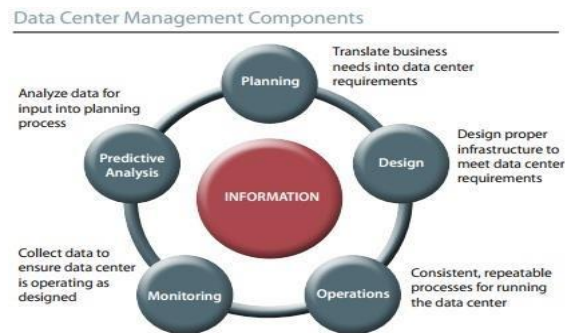 Data Center Management Components
Planning
Translate business
needs into data center
requirements
Analyze data for
input into planning
process
Predictive
Analysis
Design
Design proper
infrastructure to
meet data center
requirements
INFORMATION
Collect data to
ensure data center
is operating as
designed
Monitoring
Operations
Consistent, repeatable
processes for running
the data center